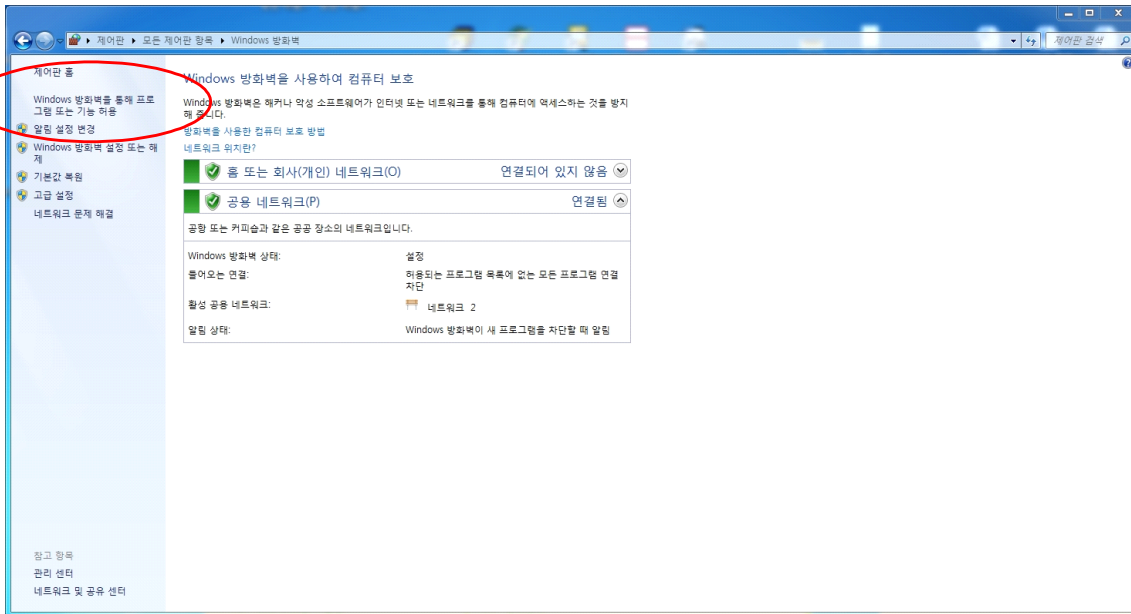 제어판 ▸ 모든 제어판 항목 ▸ Windows 방화벽
제어판 검색
제어판 홈
Windows 방화벽을 통해 프로
그램 또는 기능 허용
알림 설정 변경
Windows 방화벽 설정 또는 해
제
기본값 복원
고급 설정
네트워크 문제 해결
Windows 방화벽을 사용하여 컴퓨터 보호
Windows 방화벽은 해커나 악성 소프트웨어가 인터넷 또는 네트워크를 통해 컴퓨터에 액세스하는 것을 방지
해 줍니다.
방화벽을 사용한 컴퓨터 보호 방법
네트워크 위치란?
홈 또는 회사(개인) 네트워크(O) 연결되어 있지 않음
공용 네트워크(P) 연결됨
공항 또는 커피숍과 같은 공공 장소의 네트워크입니다.
Windows 방화벽 상태: 설정
들어오는 연결: 허용되는 프로그램 목록에 없는 모든 프로그램 연결
차단
활성 공용 네트워크: 네트워크 2
알림 상태: Windows 방화벽이 새 프로그램을 차단할 때 알림
참고 항목
관리 센터
네트워크 및 공유 센터